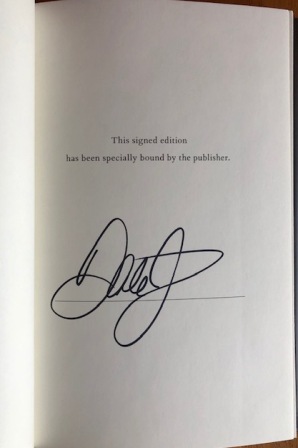 This signed edition
has been specially bound by the publisher.